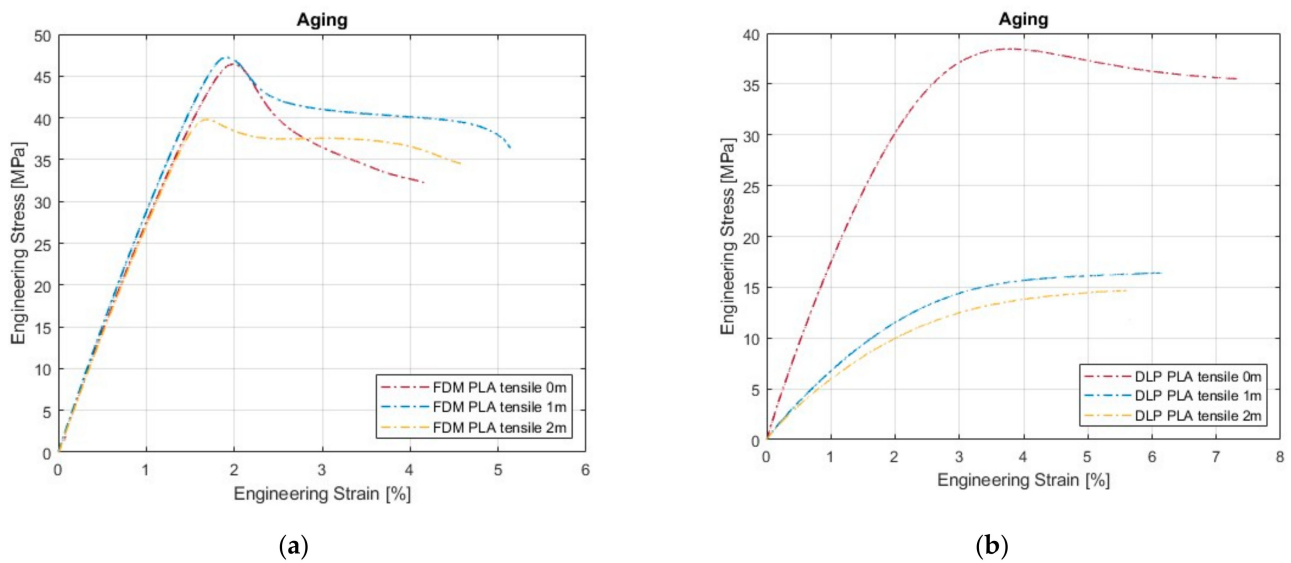 Aging
50
45
40
35
30
25
20
15
10
5
0
Engineering Stress [MPa]
FDM PLA tensile 0m
FDM PLA tensile 1m
FDM PLA tensile 2m
0 1 2 3 4 5 6
Engineering Strain [%]
(a)
Aging
40
35
30
25
20
15
10
5
0
Engineering Stress [MPa]
DLP PLA tensile 0m
DLP PLA tensile 1m
DLP PLA tensile 2m
0 1 2 3 4 5 6 7 8
Engineering Strain [%]
(b)